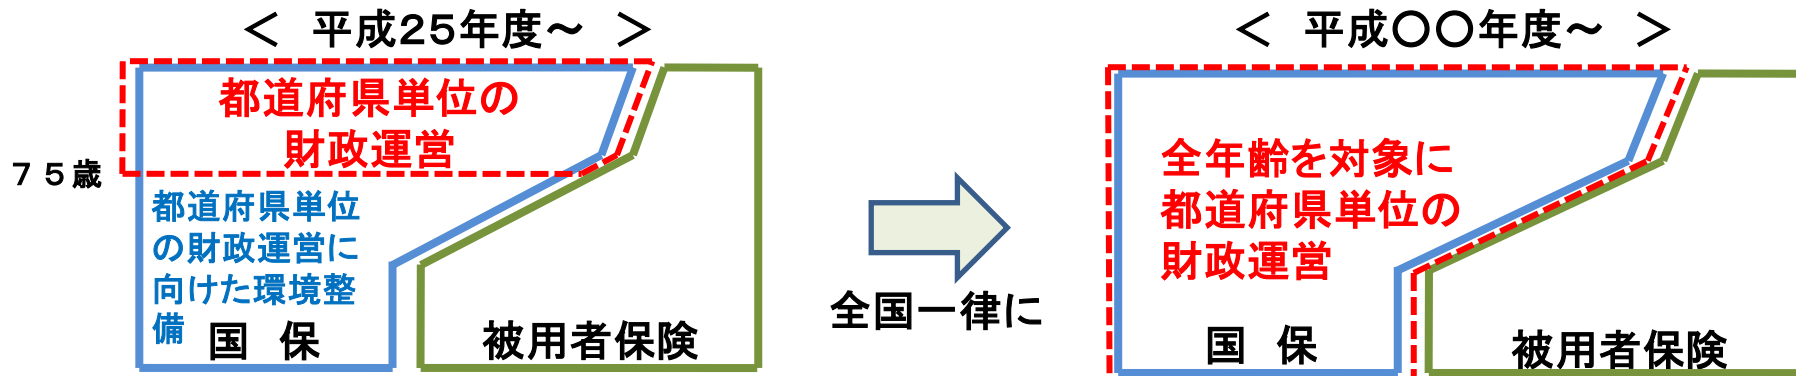 ＜ 平成２５年度～ ＞
都道府県単位の
財政運営
７５歳
都道府県単位
の財政運営に
向けた環境整
備
国 保
被用者保険
全国一律に
＜ 平成〇〇年度～ ＞
全年齢を対象に
都道府県単位の
財政運営
国 保
被用者保険